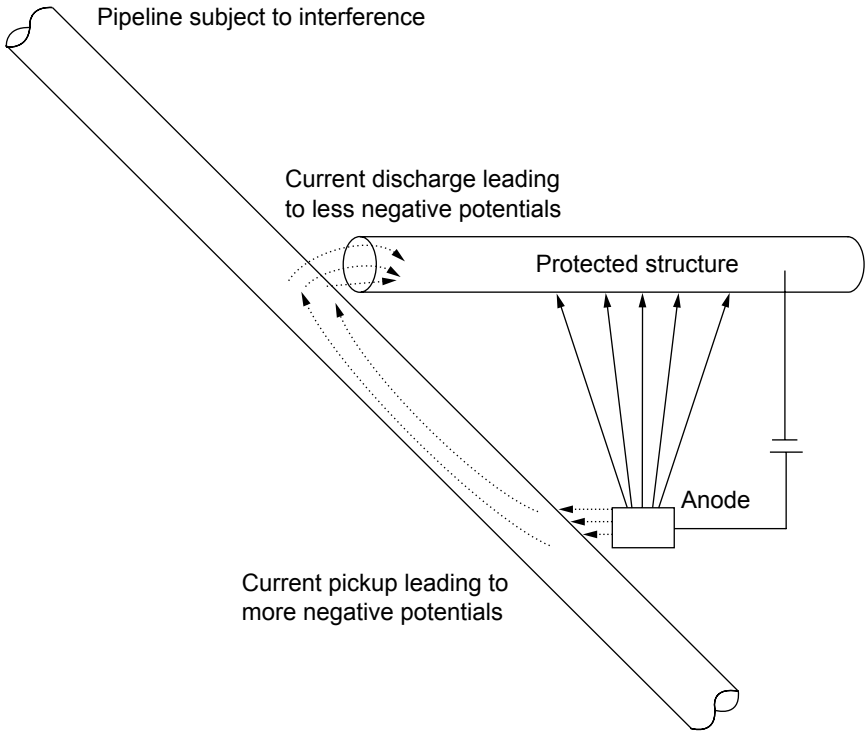 Pipeline subject to interference
Current discharge leading
to less negative potentials
Protected structure
Anode
Current pickup leading to
more negative potentials